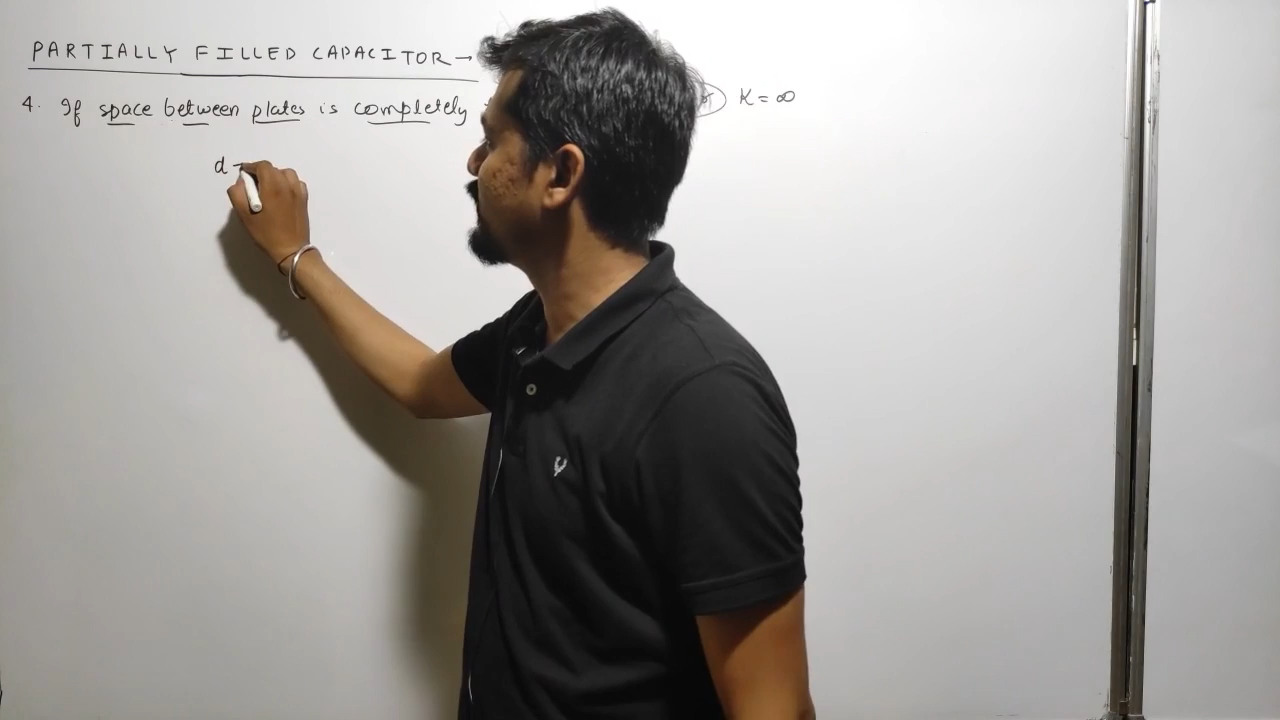 PARTIALLY FILLED CAPACITOR →
4. If space between plates is completely K = ∞
d -